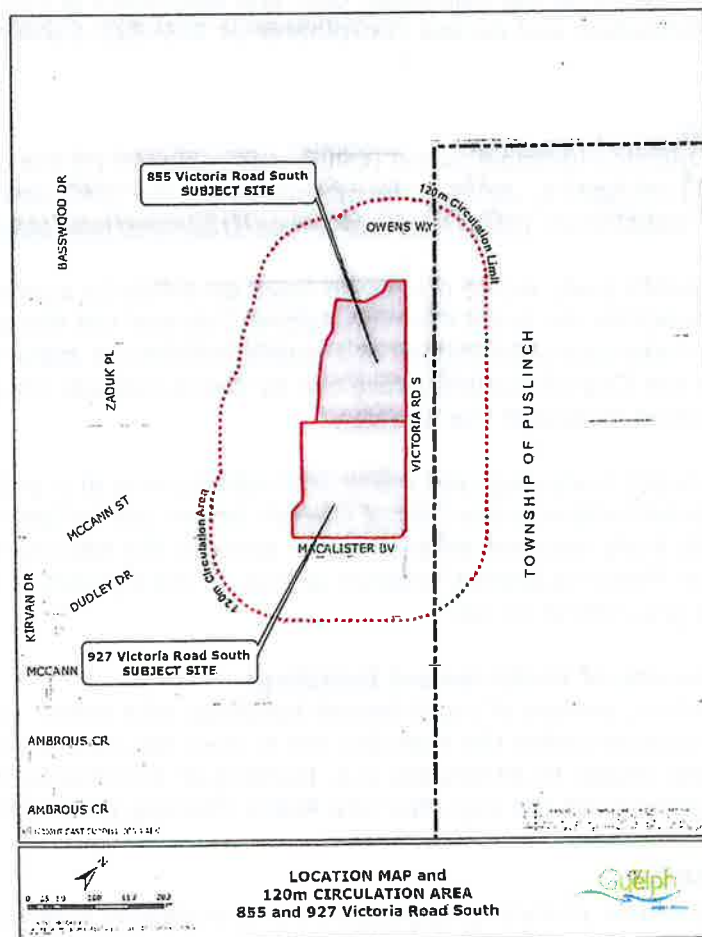 855 Victoria Road South
SUBJECT SITE
120m Circulation Limit
OWENS WY
BASSWOOD DR
ZADUK PL
VICTORIA RD S
TOWNSHIP OF PUSLINCH
MCCANN ST
120m Circulation Area
MACALISTER BV
DUDLEY DR
KIRVAN DR
927 Victoria Road South
SUBJECT SITE
MCCANN
AMBROUS CR
AMBROUS CR
LOCATION MAP and
120m CIRCULATION AREA
855 and 927 Victoria Road South
Guelph